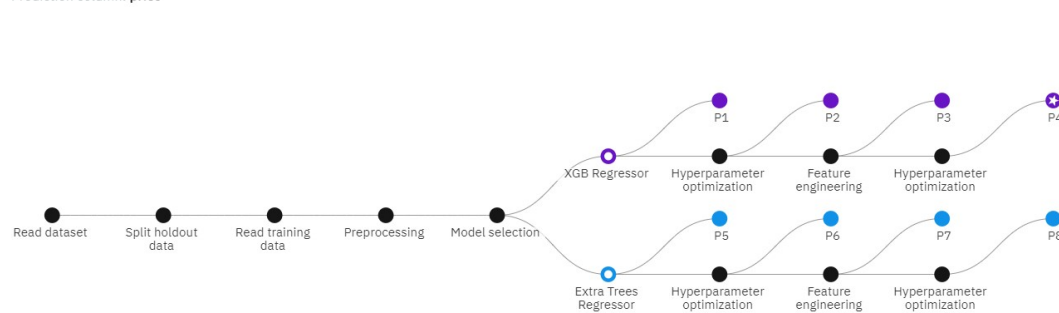 Prediction column: price
P1
P2
P3
P4
XGB Regressor
Hyperparameter
optimization
Feature
engineering
Hyperparameter
optimization
Read dataset
Split holdout
data
Read training
data
Preprocessing
Model selection
P5
P6
P7
P8
Extra Trees
Regressor
Hyperparameter
optimization
Feature
engineering
Hyperparameter
optimization